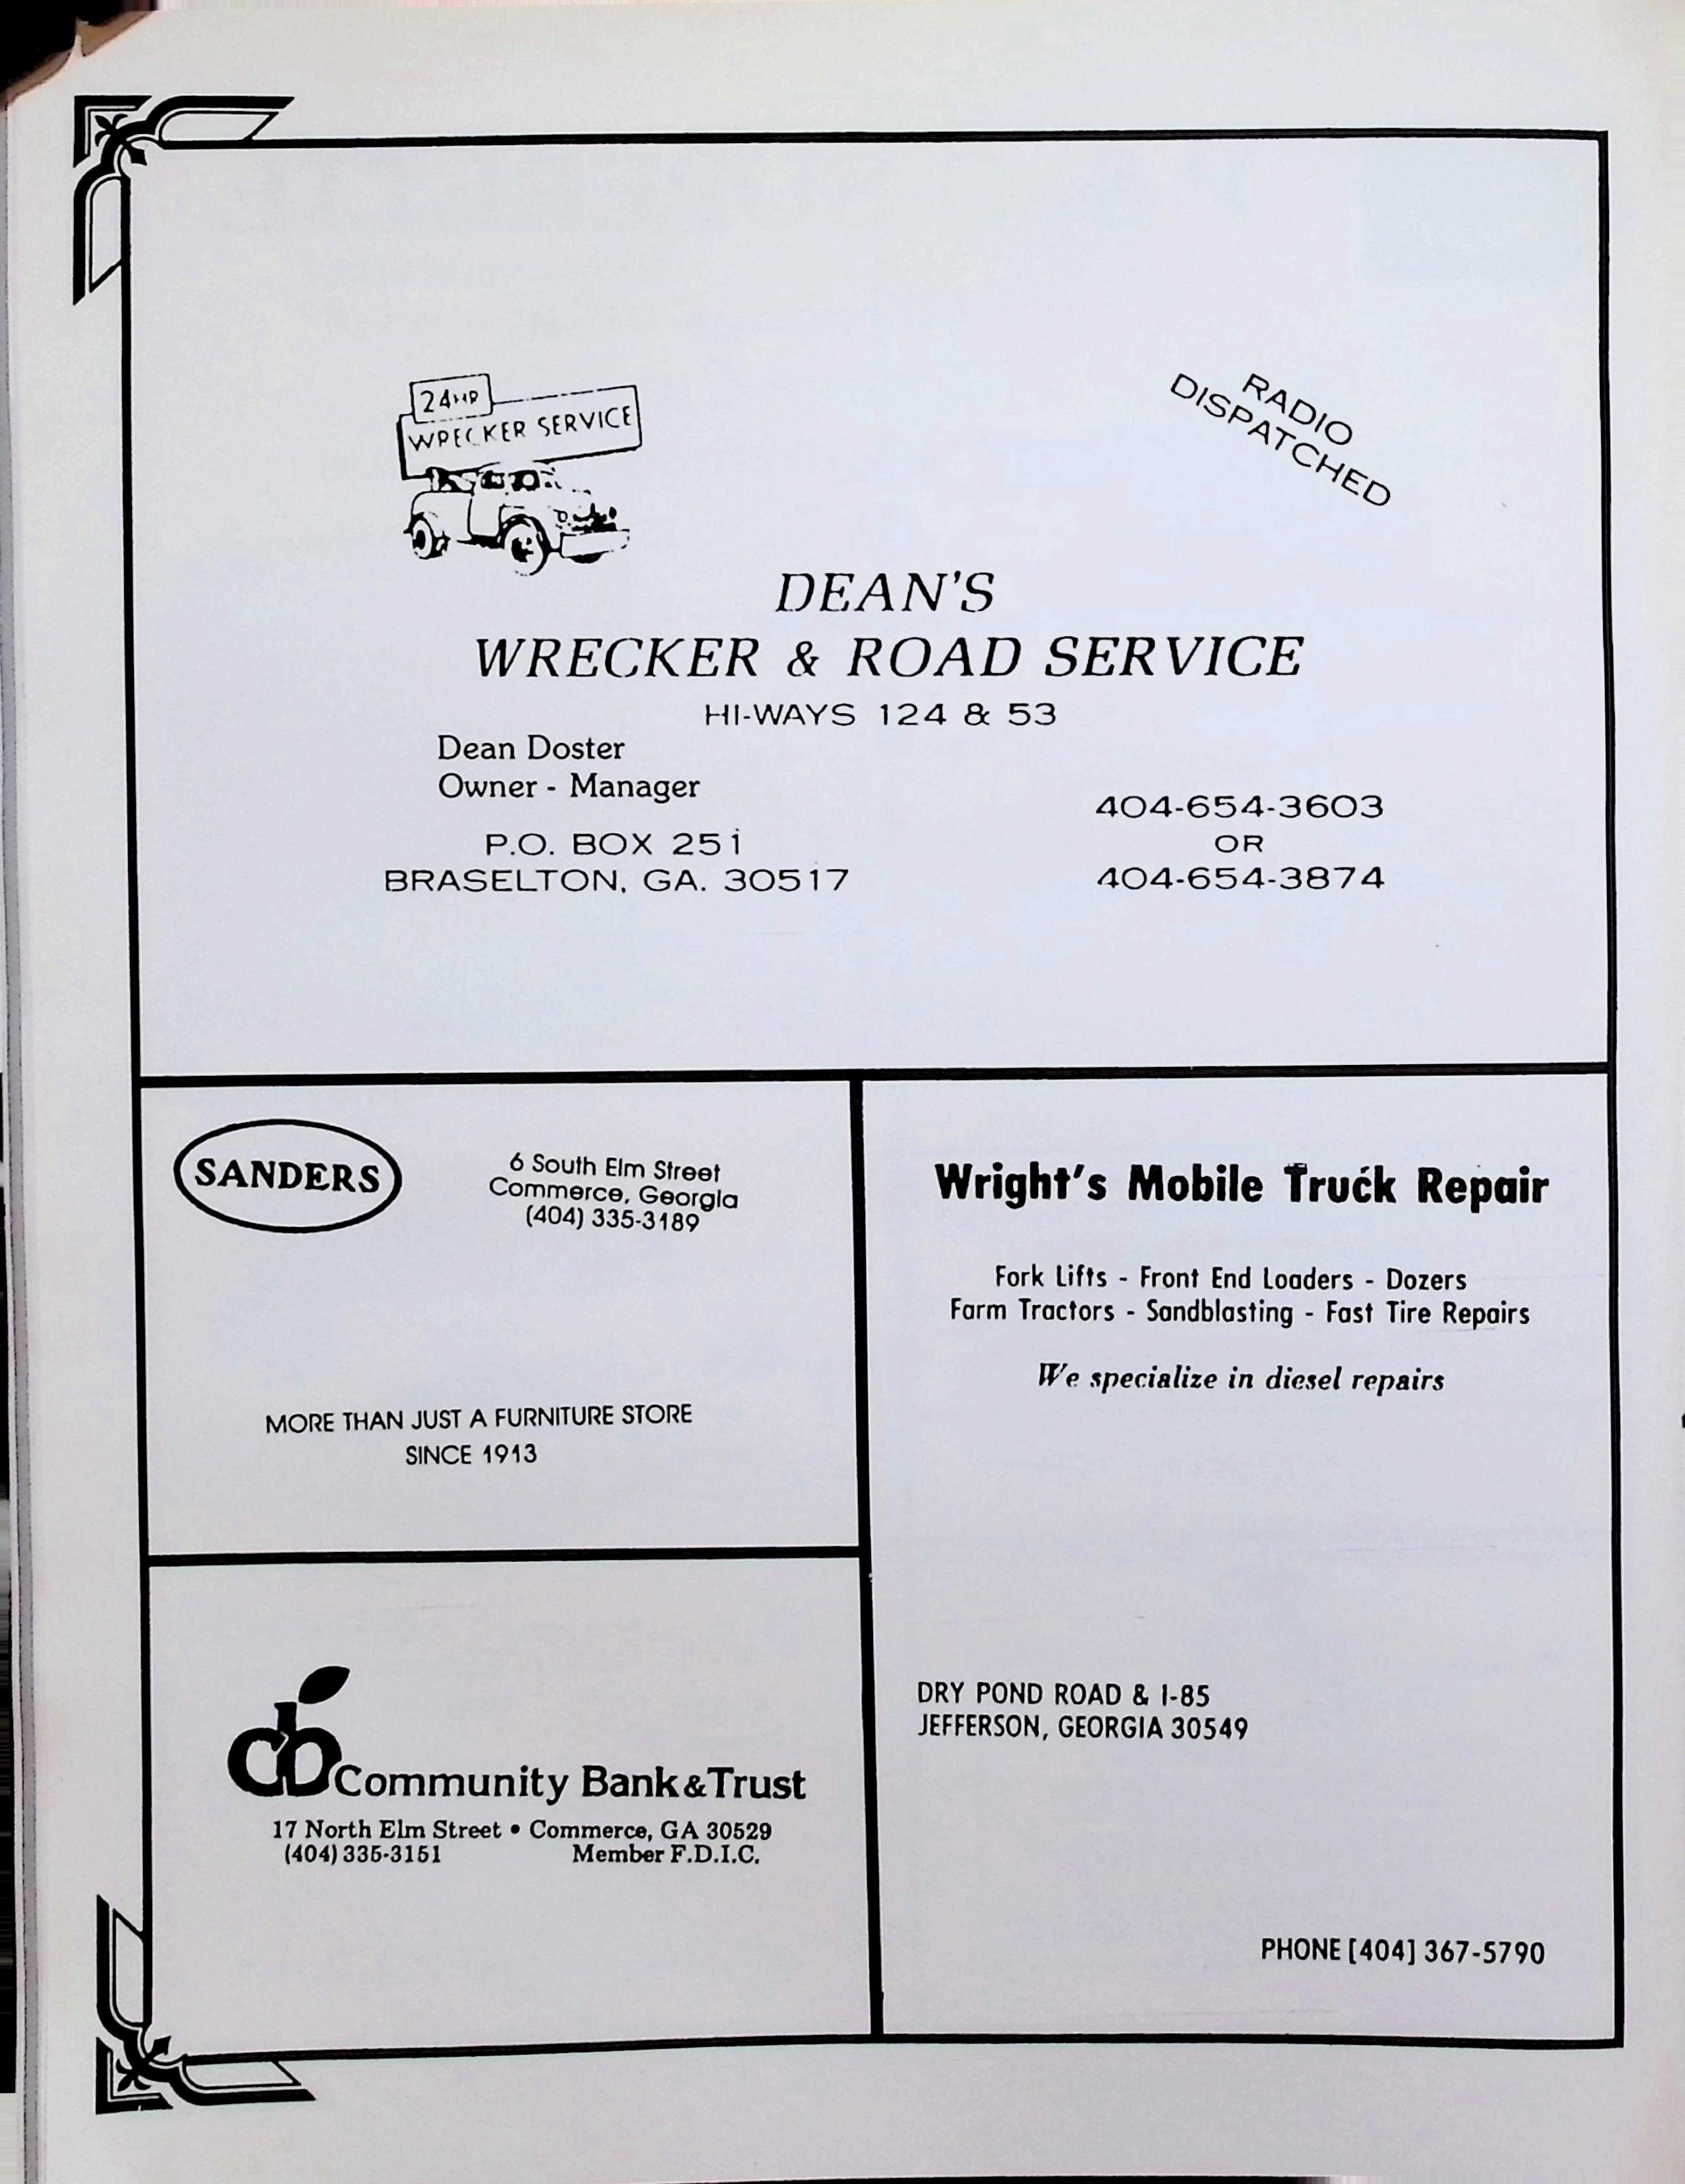 24 HR
WRECKER SERVICE
RADIO
DISPATCHED
DEAN'S
WRECKER & ROAD SERVICE
HI-WAYS 124 & 53
Dean Doster
Owner - Manager
P.O. BOX 251
BRASELTON, GA. 30517
404-654-3603
OR
404-654-3874
SANDERS
6 South Elm Street
Commerce, Georgia
(404) 335-3189
MORE THAN JUST A FURNITURE STORE
SINCE 1913
cb Community Bank & Trust
17 North Elm Street • Commerce, GA 30529
(404) 335-3151 Member F.D.I.C.
Wright's Mobile Truck Repair
Fork Lifts - Front End Loaders - Dozers
Farm Tractors - Sandblasting - Fast Tire Repairs
We specialize in diesel repairs
DRY POND ROAD & I-85
JEFFERSON, GEORGIA 30549
PHONE [404] 367-5790